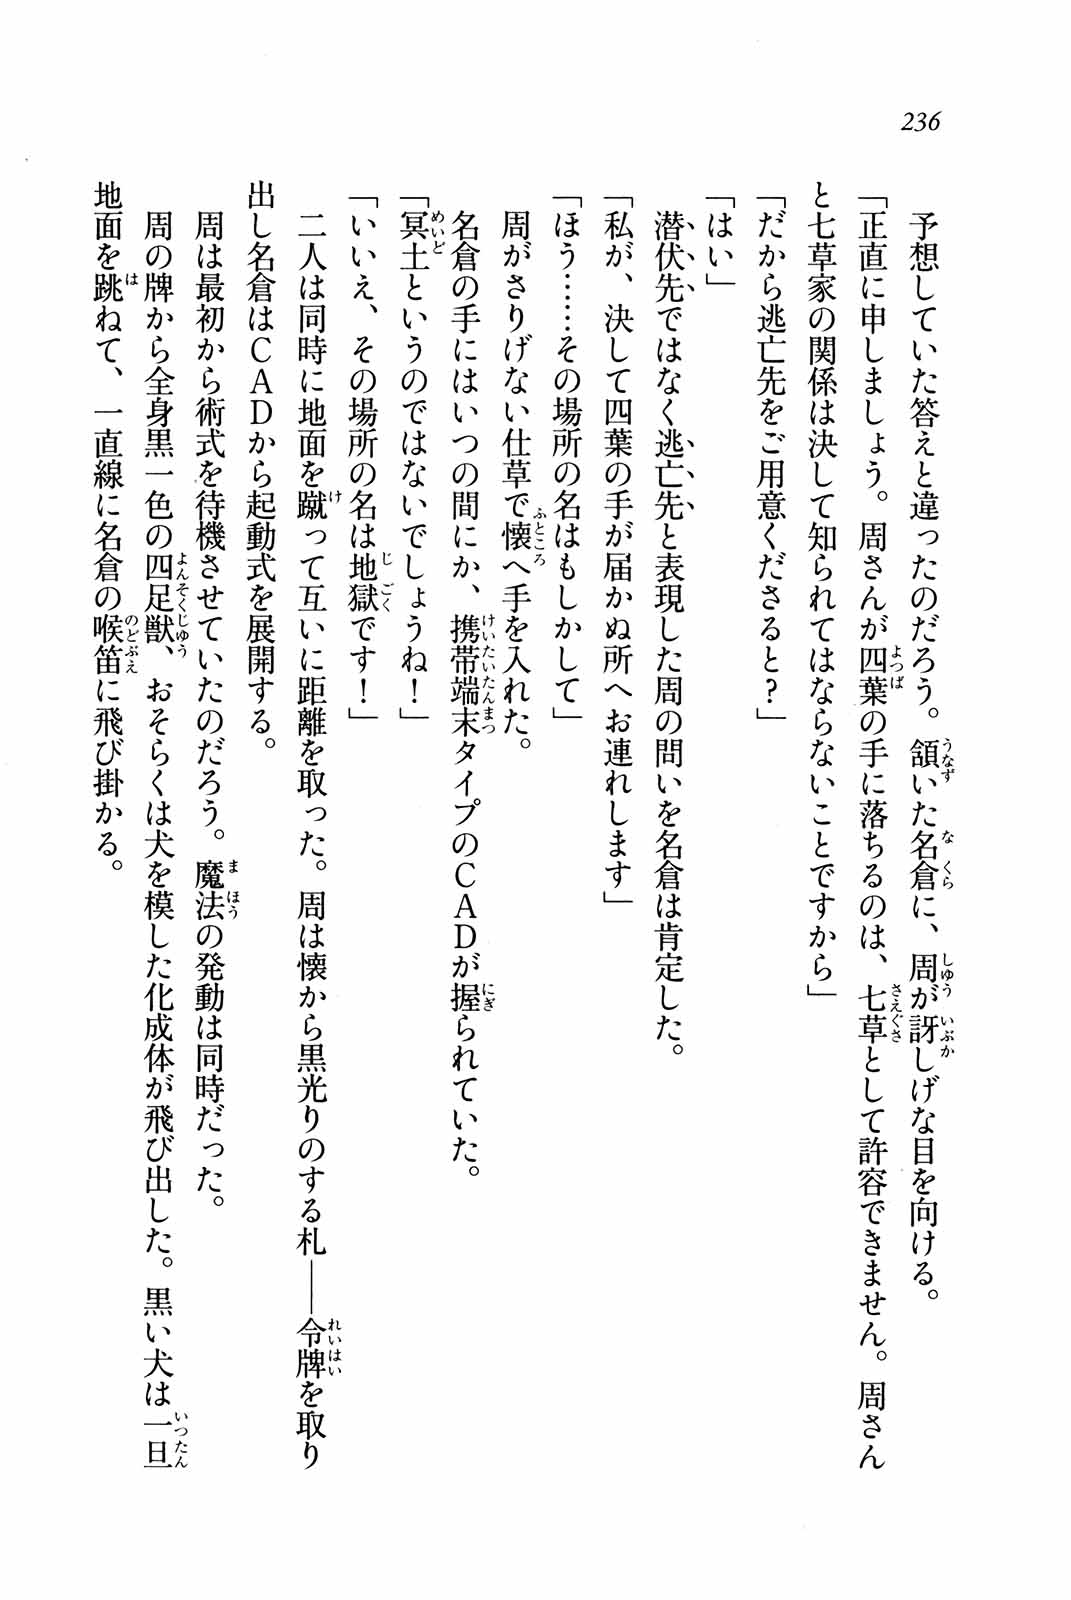 236
予想していた答えと違ったのだろう。頷いた名倉に、周が訝しげな目を向ける。
「正直に申しましょう。周さんが四葉の手に落ちるのは、七草として許容できません。周さん
と七草家の関係は決して知られてはならないことですから」
「だから逃亡先をご用意くださると？」
「はい」
潜伏先ではなく逃亡先と表現した周の問いを名倉は肯定した。
「私が、決して四葉の手が届かぬ所へお連れします」
「ほう……その場所の名はもしかして」
周がさりげない仕草で懐へ手を入れた。
名倉の手にはいつの間にか、携帯端末タイプのＣＡＤが握られていた。
「冥土というのではないでしょうね！」
「いいえ、その場所の名は地獄です！」
二人は同時に地面を蹴って互いに距離を取った。周は懐から黒光りのする札――令牌を取り
出し名倉はＣＡＤから起動式を展開する。
周は最初から術式を待機させていたのだろう。魔法の発動は同時だった。
周の牌から全身黒一色の四足獣、おそらくは犬を模した化成体が飛び出した。黒い犬は一旦
地面を跳ねて、一直線に名倉の喉笛に飛び掛かる。